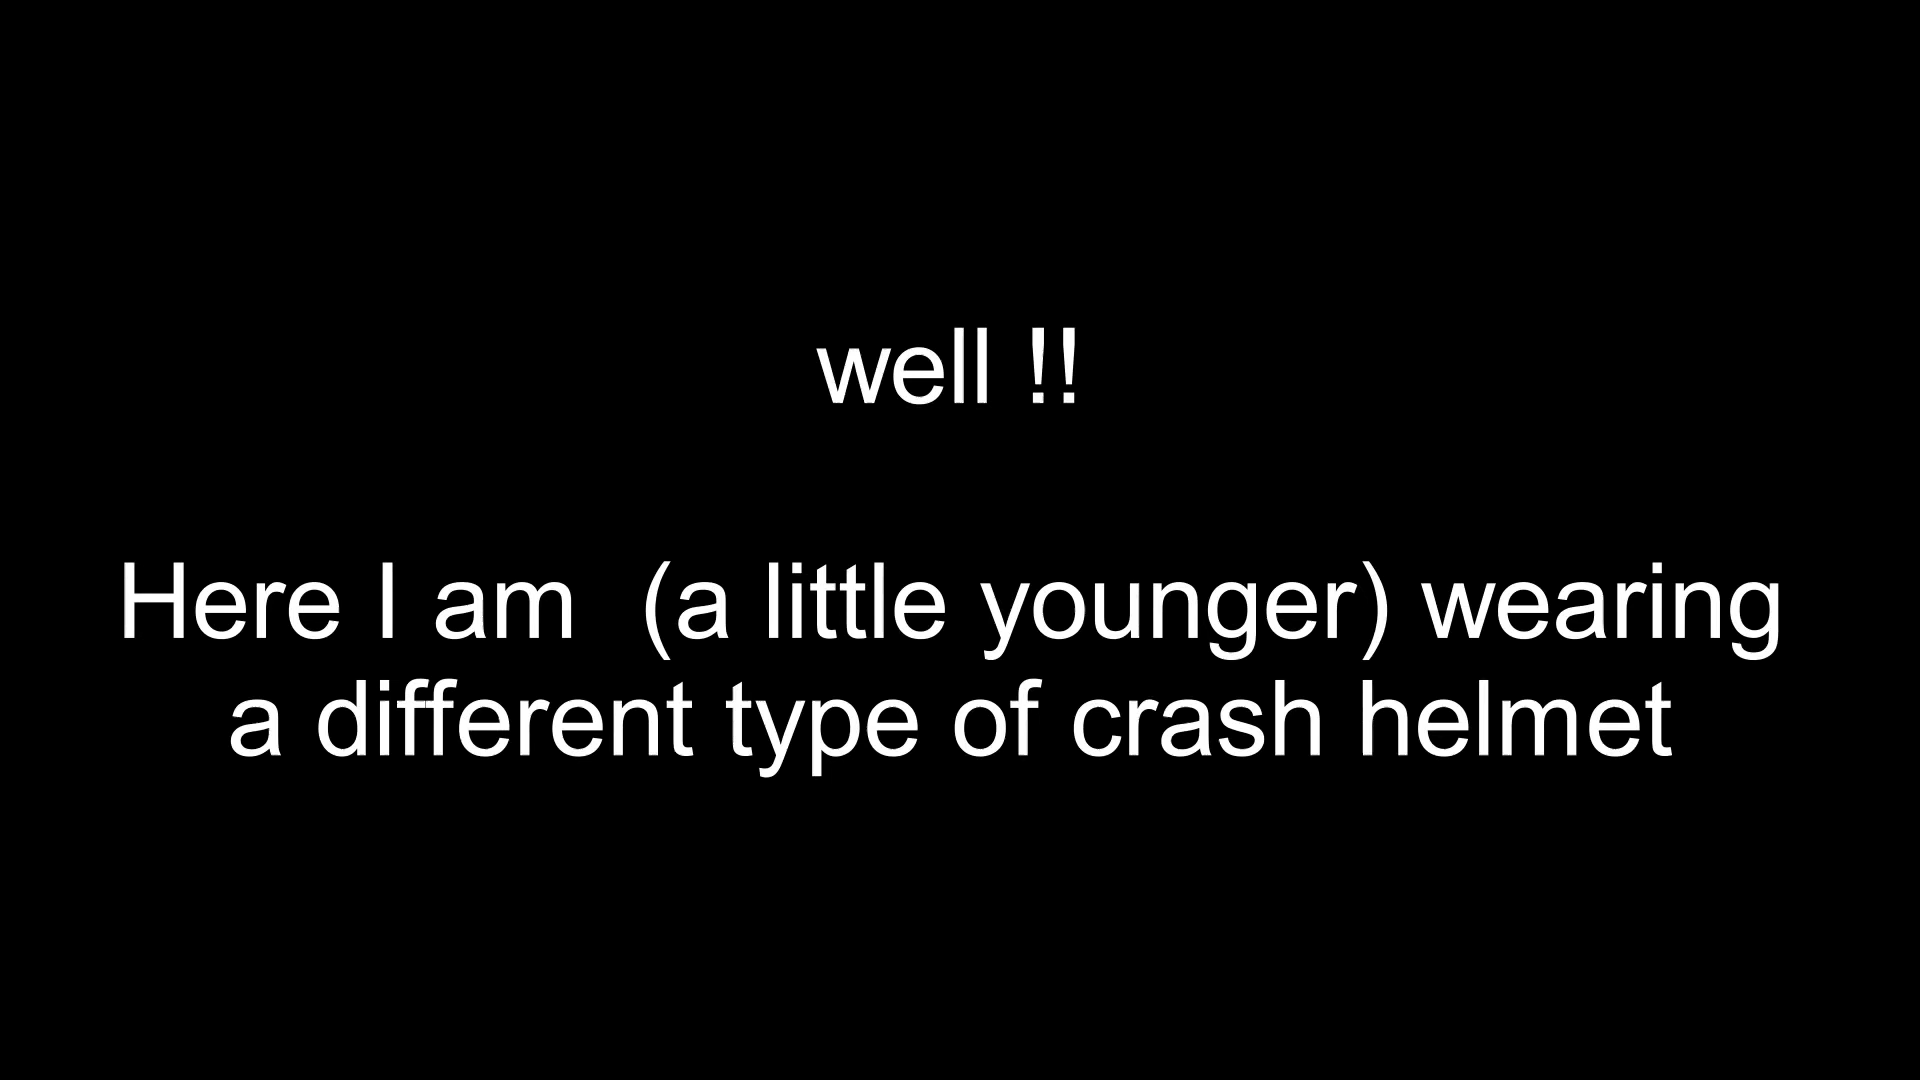 well !!
Here I am  (a little younger) wearing
a different type of crash helmet